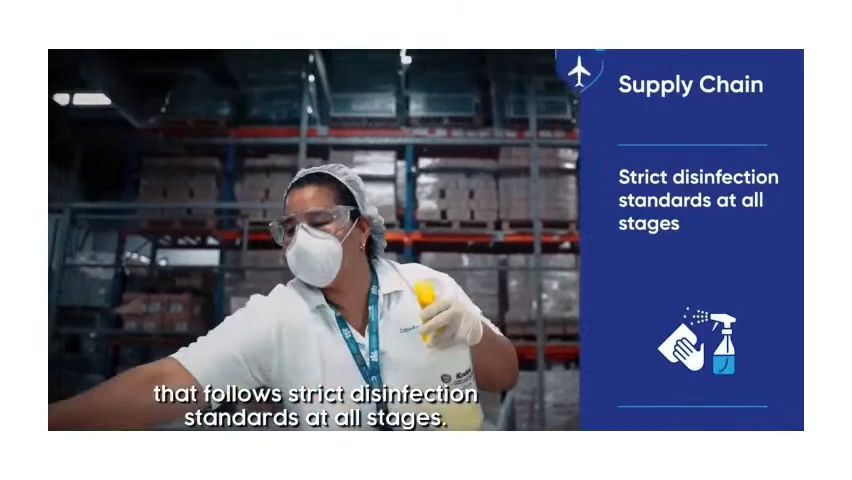 Supply Chain
Strict disinfection
standards at all
stages
that follows strict disinfection
standards at all stages.